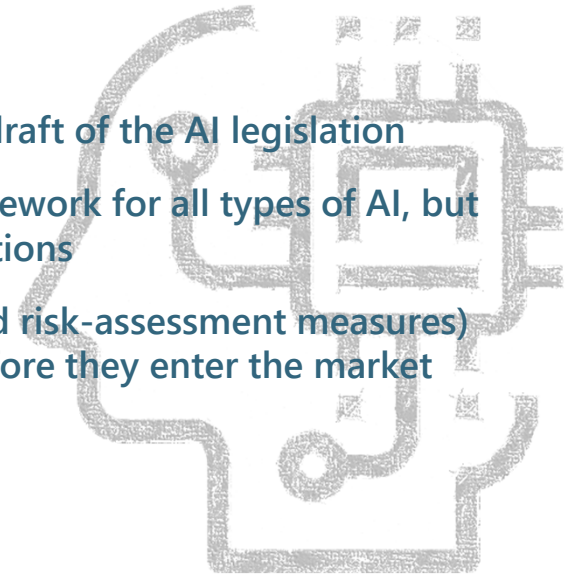 draft of the AI legislation
ework for all types of AI, but
tions
d risk-assessment measures)
ore they enter the market